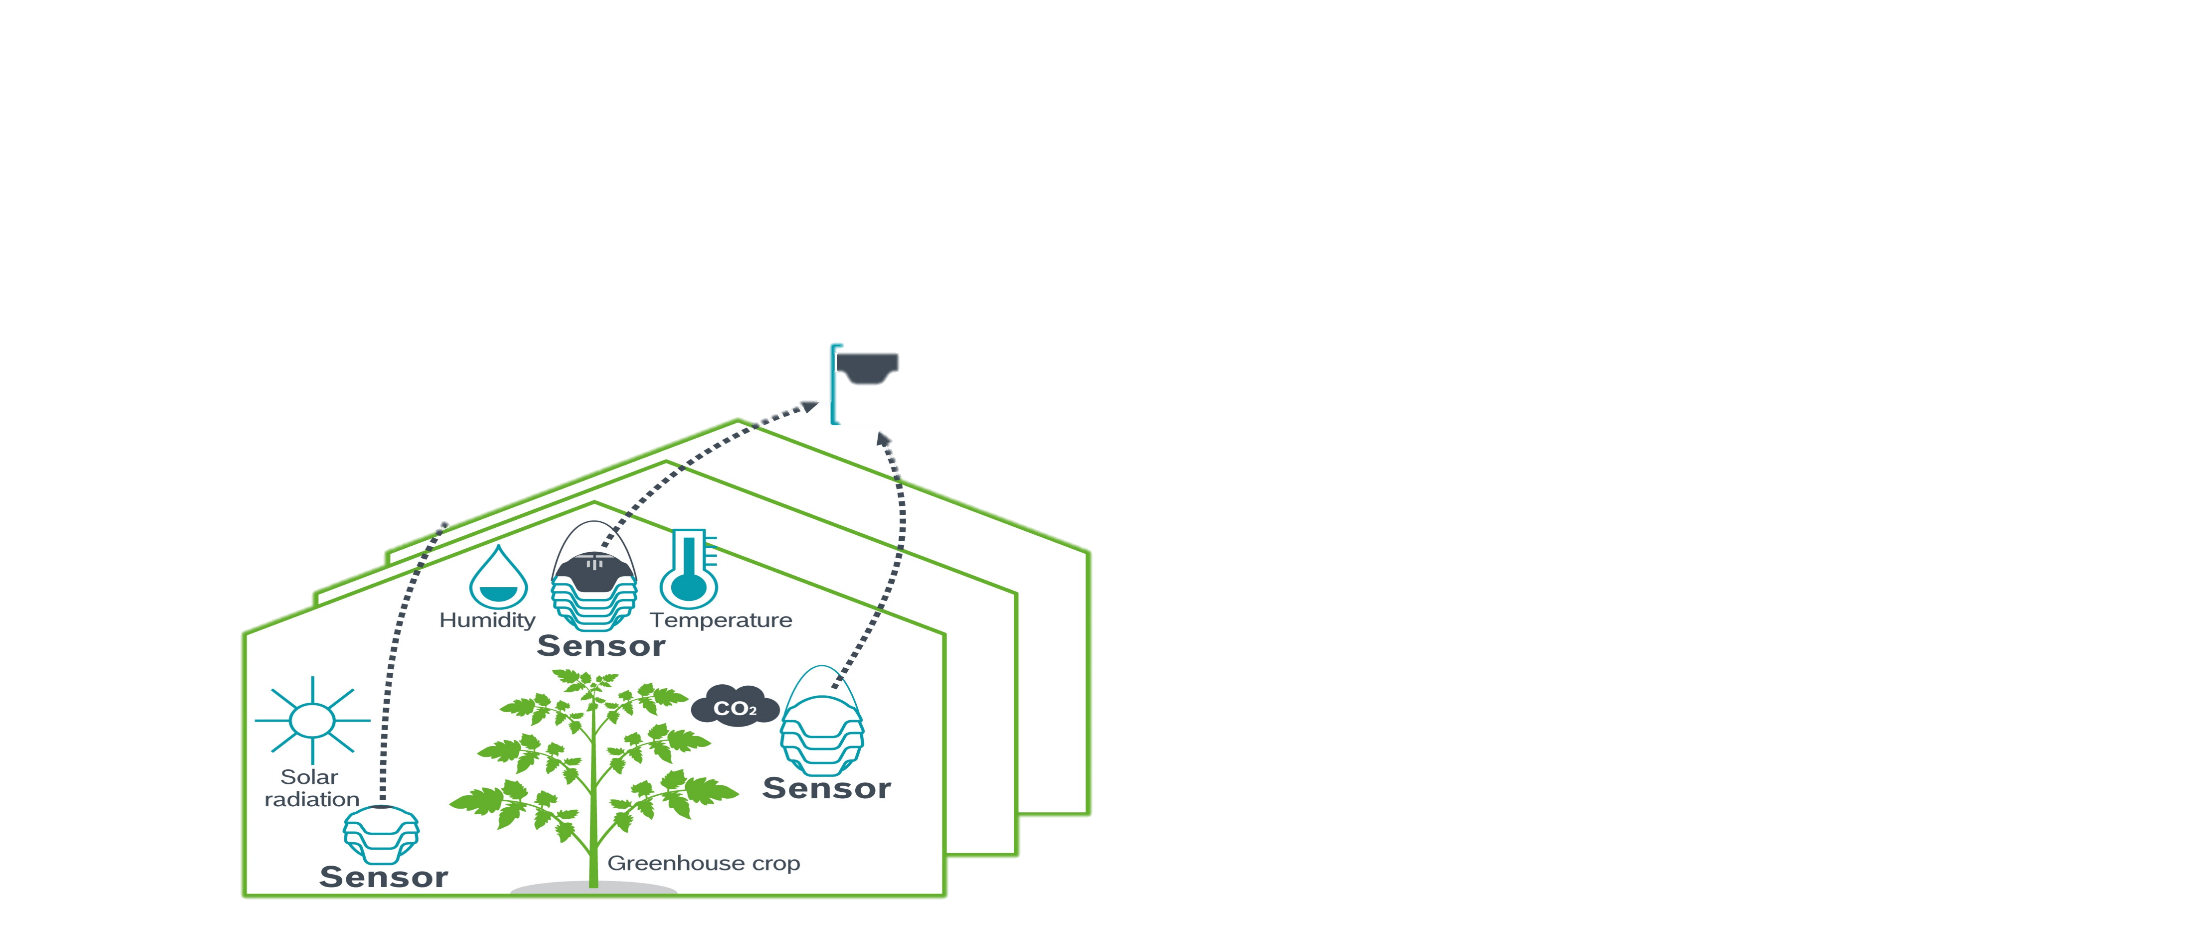 Humidity
Temperature
Sensor
CO₂
Solar
radiation
Sensor
Greenhouse crop
Sensor